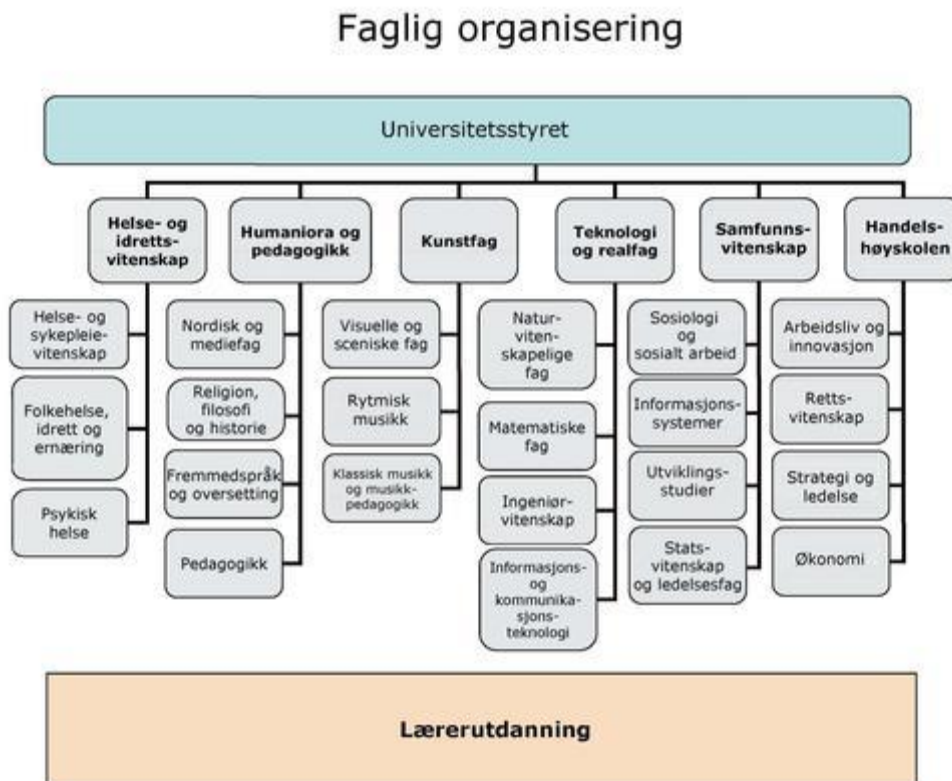 Faglig organisering
Universitetsstyret
Helse- og
idretts-
vitenskap
Humaniora og
pedagogikk
Kunstfag
Teknologi
og realfag
Samfunns-
vitenskap
Handels-
høyskolen
Helse- og
sykepleie-
vitenskap
Folkehelse,
idrett og
ernæring
Psykisk
helse
Nordisk og
mediefag
Religion,
filosofi
og historie
Fremmedspråk
og oversetting
Pedagogikk
Visuelle og
sceniske fag
Rytmisk
musikk
Klassisk musikk
og musikk-
pedagogikk
Natur-
viten-
skapelige
fag
Matematiske
fag
Ingeniør-
vitenskap
Informasjons-
og
kommunika-
sjons-
teknologi
Sosiologi
og
sosialt arbeid
Informasjons-
systemer
Utviklings-
studier
Stats-
vitenskap
og ledelsesfag
Arbeidsliv og
innovasjon
Retts-
vitenskap
Strategi og
ledelse
Økonomi
Lærerutdanning